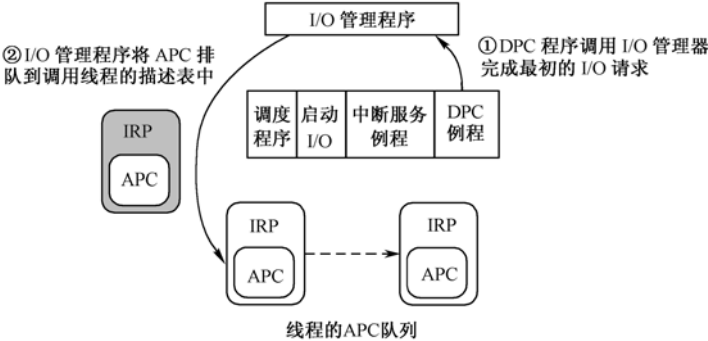 I/O 管理程序
①DPC 程序调用 I/O 管理器
完成最初的 I/O 请求
②I/O 管理程序将 APC 排
队到调用线程的描述表中
调度
程序
启动
I/O
中断服务
例程
DPC
例程
IRP
APC
IRP
APC
IRP
APC
线程的APC队列